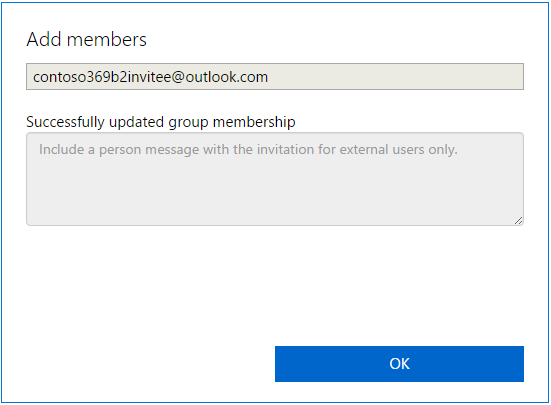 Add members
contoso369b2invitee@outlook.com
Successfully updated group membership
Include a person message with the invitation for external users only.
OK